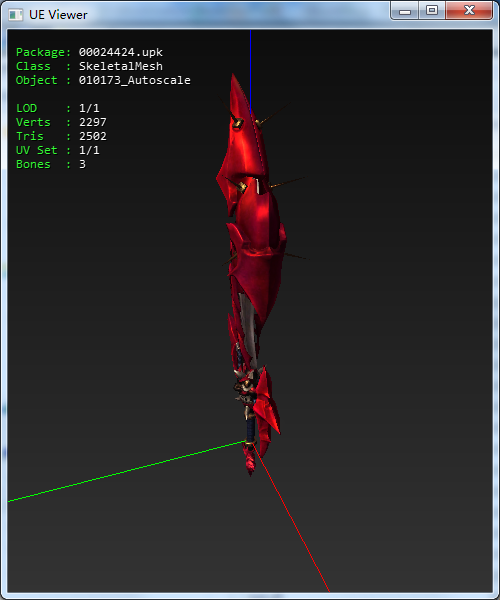 UE Viewer
Package: 00024424.upk
Class : SkeletalMesh
Object : 010173_Autoscale
LOD : 1/1
Verts : 2297
Tris : 2502
UV Set : 1/1
Bones : 3